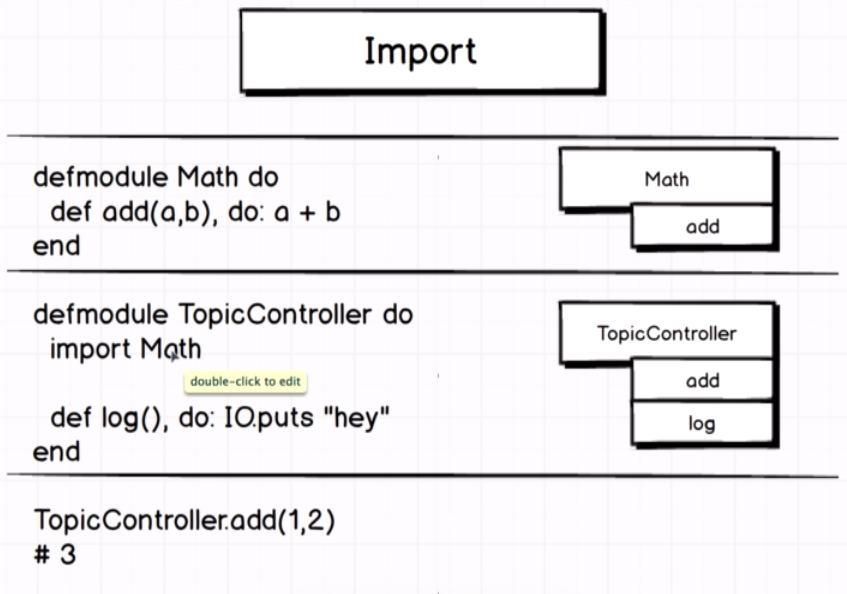 Import
defmodule Math do
def add(a,b), do: a + b
end
Math
add
defmodule TopicController do
import Math
double-click to edit
def log(), do: IO.puts "hey"
end
TopicController
add
log
TopicController.add(1,2)
# 3